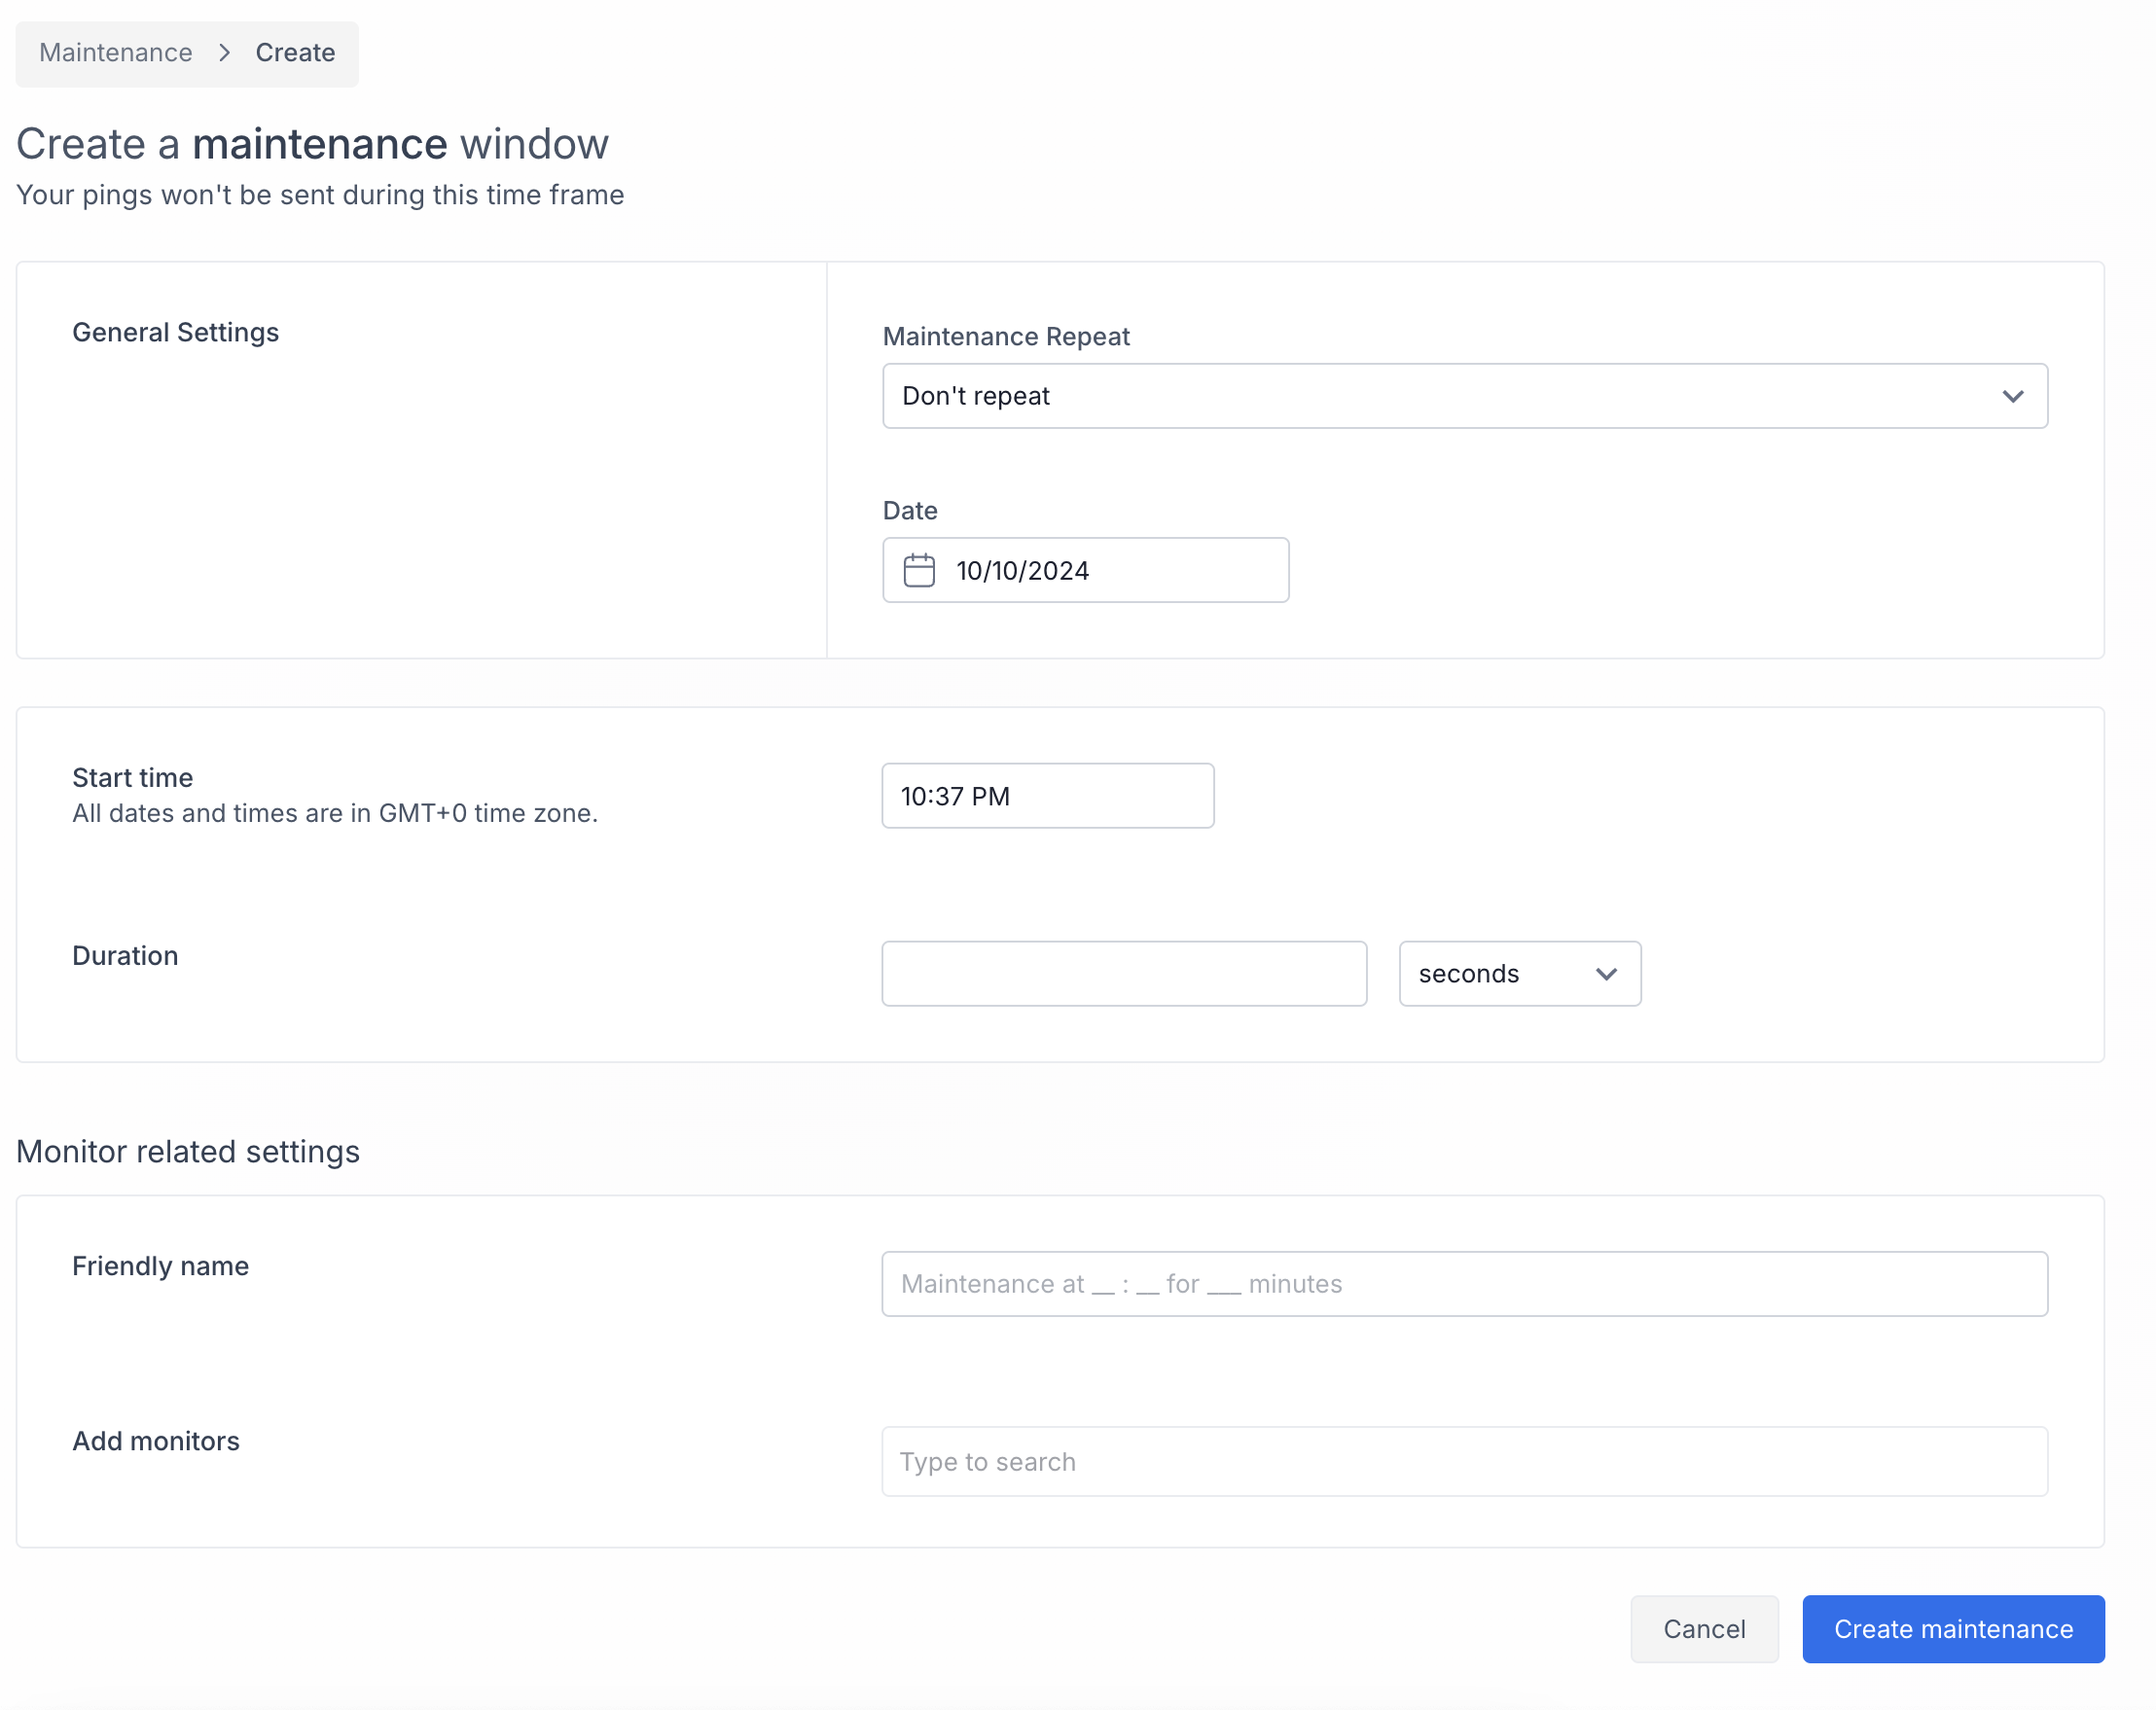 Maintenance > Create
Create a maintenance window
Your pings won't be sent during this time frame
General Settings
Maintenance Repeat
Don't repeat
Date
10/10/2024
Start time
All dates and times are in GMT+0 time zone.
10:37 PM
Duration
seconds
Monitor related settings
Friendly name
Maintenance at __ : __ for ___ minutes
Add monitors
Type to search
Cancel
Create maintenance